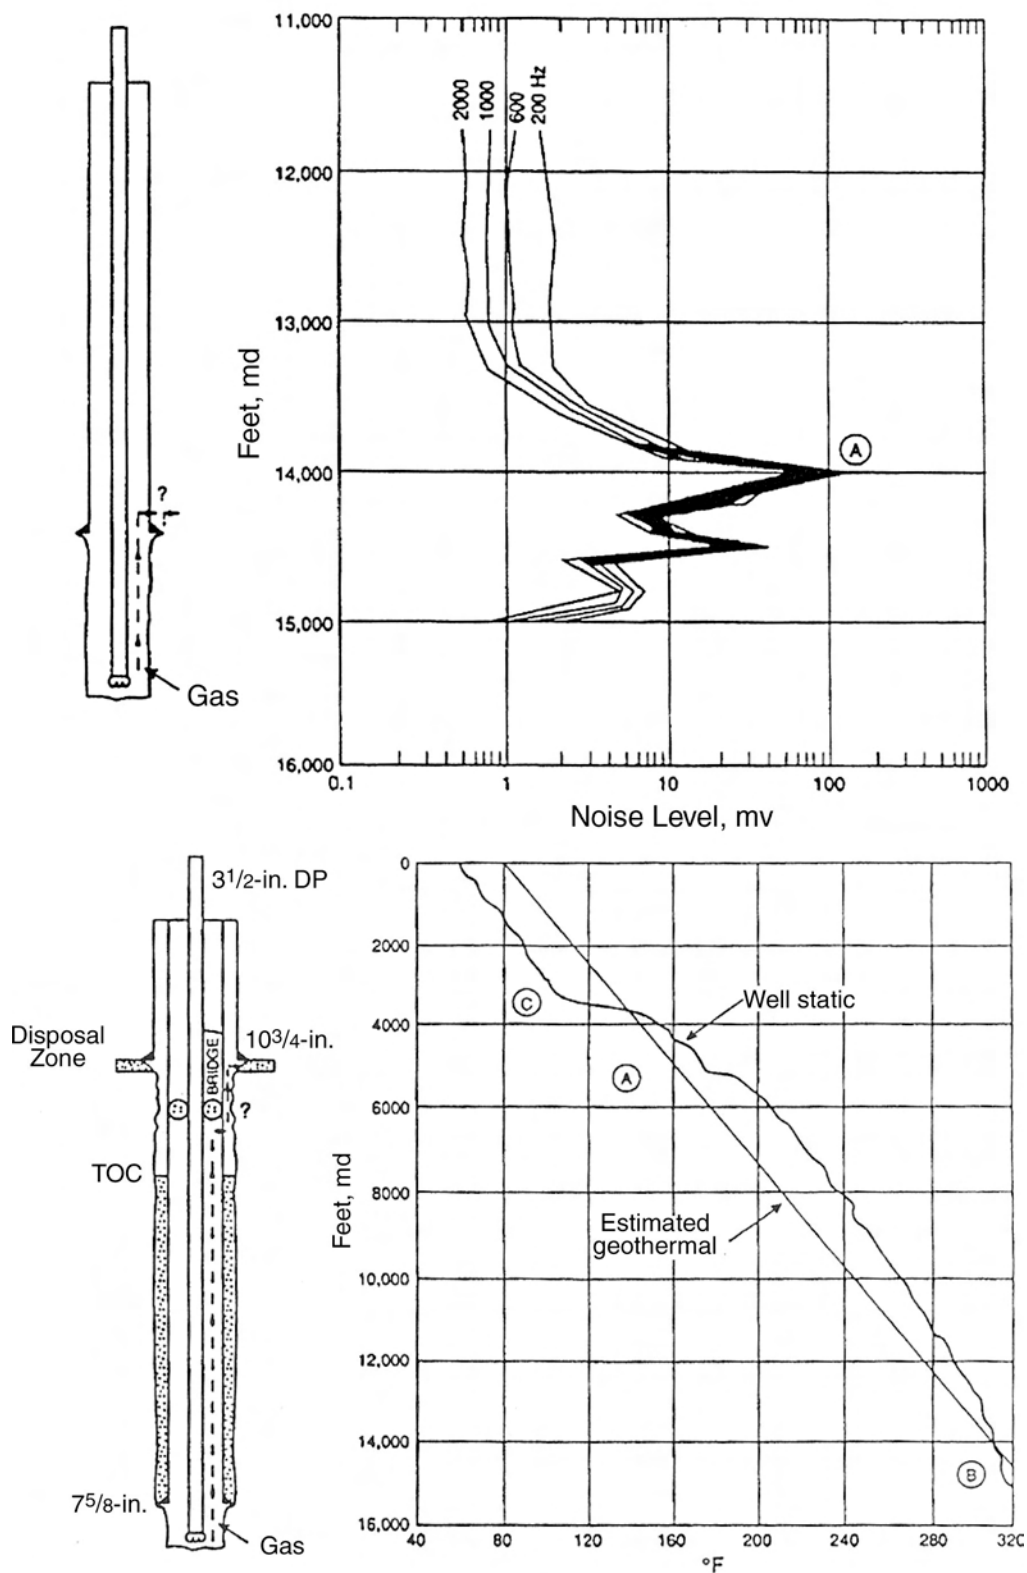 11,000
12,000
13,000
14,000
15,000
16,000
Feet, md
2000
1000
600
200 Hz
A
?
Gas
0.1
1
10
100
1000
Noise Level, mv
3 1/2-in. DP
Disposal
Zone
10 3/4-in.
BRIDGE
?
TOC
7 5/8-in.
Gas
0
2000
4000
6000
8000
10,000
12,000
14,000
16,000
Feet, md
C
Well static
A
Estimated
geothermal
B
40
80
120
160
200
240
280
320
°F